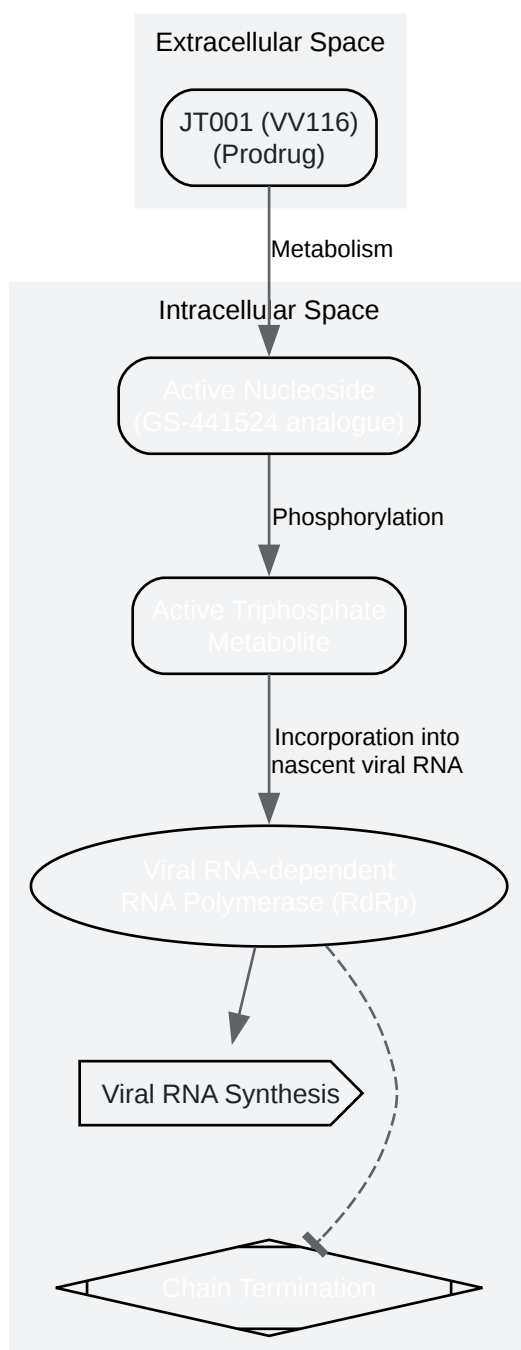 Extracellular Space
JT001 (VV116)
(Prodrug)
Metabolism
Intracellular Space
Active Nucleoside
(GS-441524 analogue)
Phosphorylation
Active Triphosphate
Metabolite
Incorporation into
nascent viral RNA
Viral RNA-dependent
RNA Polymerase (RdRp)
Viral RNA Synthesis
Chain Termination